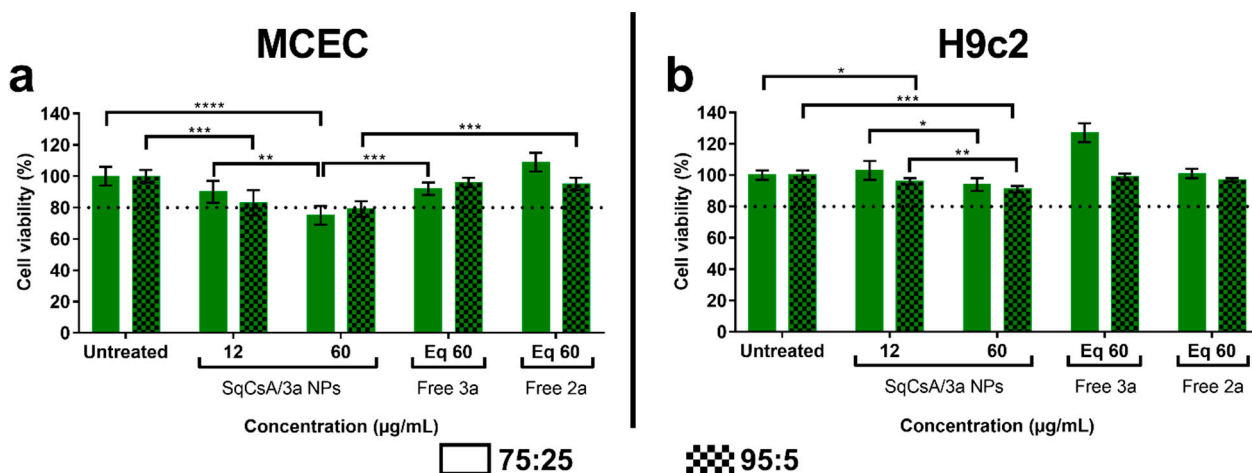 MCEC
a
****
***
***
**
***
140
120
100
80
60
40
20
0
Cell viability (%)
Untreated
12
60
Eq 60
Eq 60
SqCsA/3a NPs
Free 3a
Free 2a
Concentration (µg/mL)
H9c2
b
*
***
*
**
140
120
100
80
60
40
20
0
Cell viability (%)
Untreated
12
60
Eq 60
Eq 60
SqCsA/3a NPs
Free 3a
Free 2a
Concentration (µg/mL)
75:25
95:5